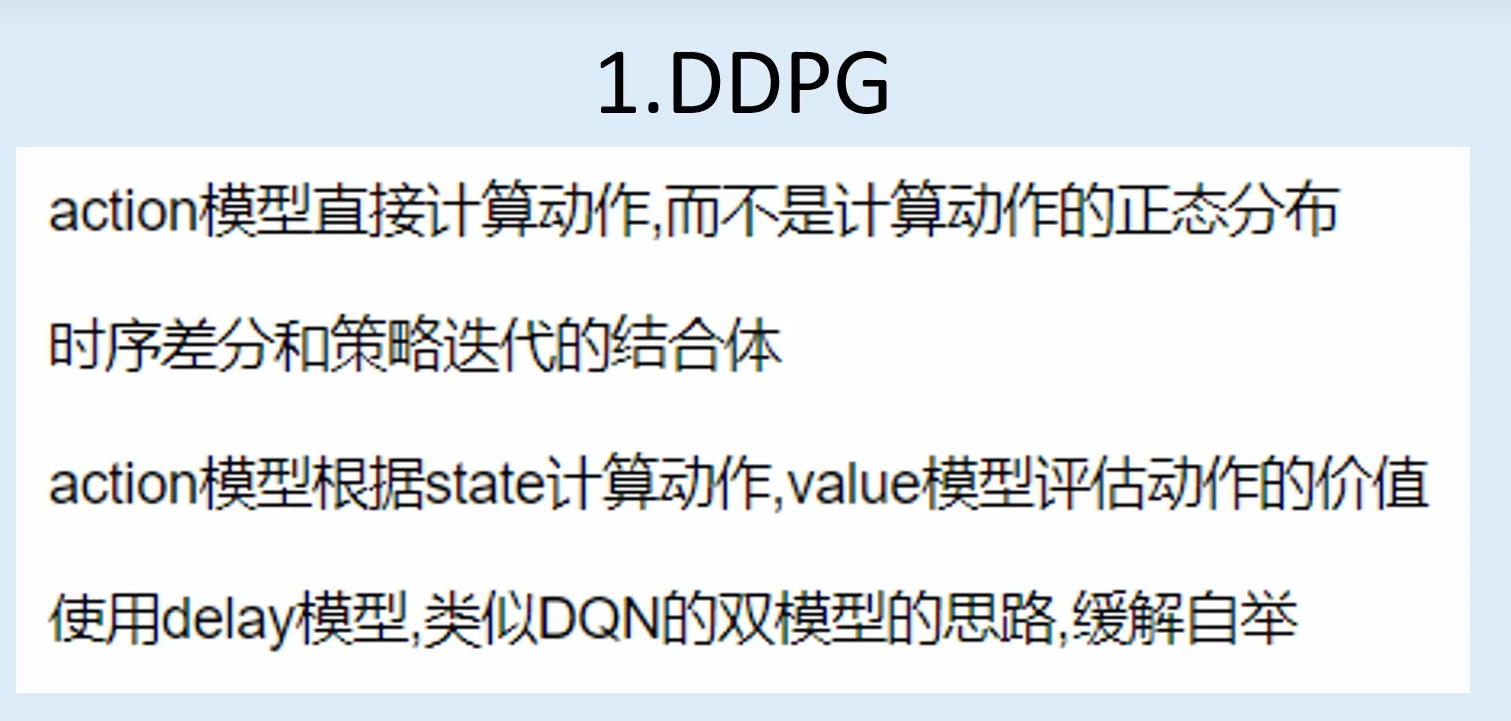 1.DDPG
action模型直接计算动作,而不是计算动作的正态分布
时序差分和策略迭代的结合体
action模型根据state计算动作,value模型评估动作的价值
使用delay模型,类似DQN的双模型的思路,缓解自举